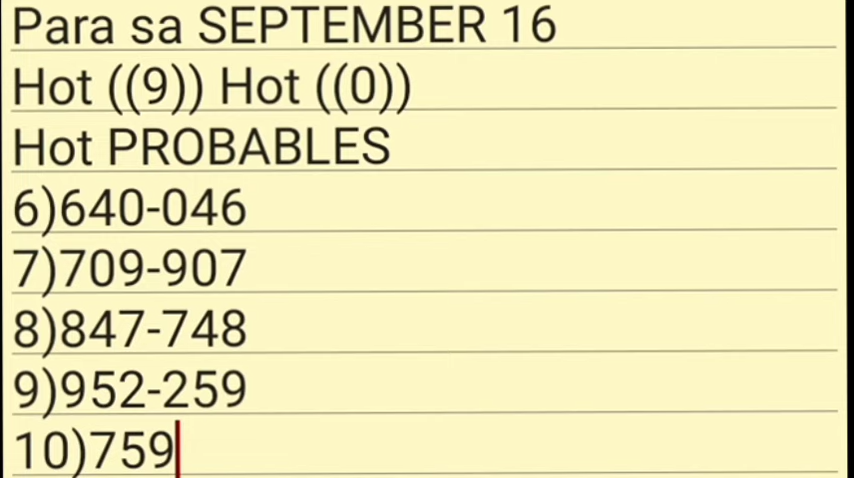 Para sa SEPTEMBER 16
Hot ((9)) Hot ((0))
Hot PROBABLES
6)640-046
7)709-907
8)847-748
9)952-259
10)759